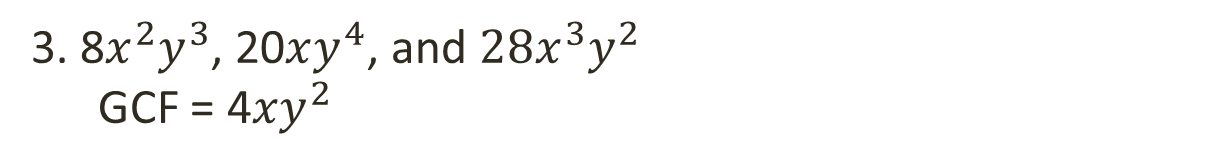 3. 8x²y³, 20xy⁴, and 28x³y²
GCF = 4xy²